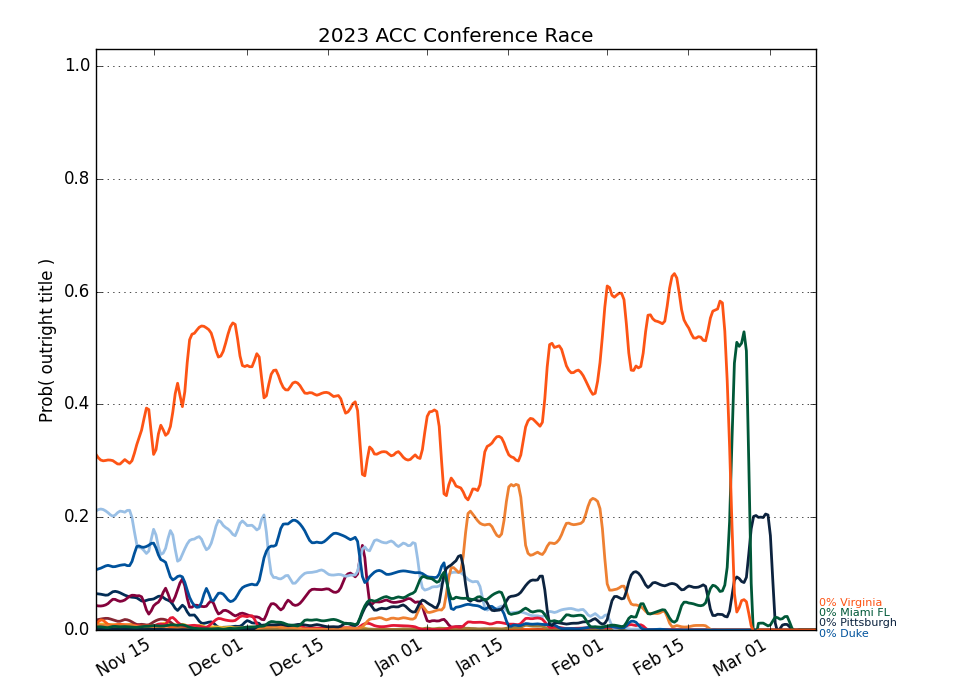 2023 ACC Conference Race
Prob( outright title )
1.0
0.8
0.6
0.4
0.2
0.0
Nov 15
Dec 01
Dec 15
Jan 01
Jan 15
Feb 01
Feb 15
Mar 01
0% Virginia
0% Miami FL
0% Pittsburgh
0% Duke